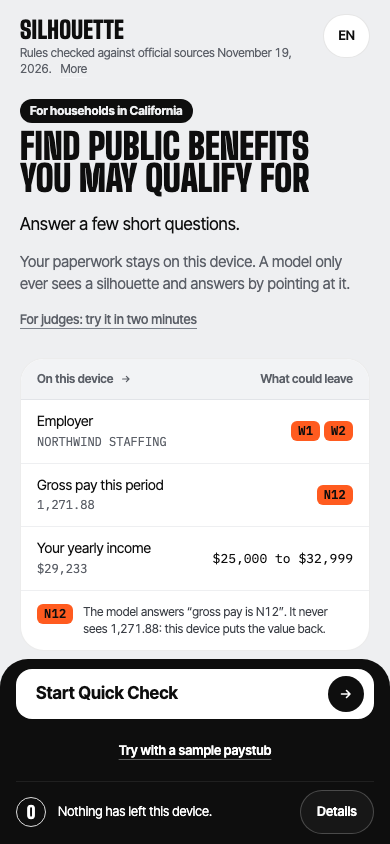 SILHOUETTE
Rules checked against official sources November 19,
2026. More
EN
For households in California
FIND PUBLIC BENEFITS
YOU MAY QUALIFY FOR
Answer a few short questions.
Your paperwork stays on this device. A model only
ever sees a silhouette and answers by pointing at it.
For judges: try it in two minutes
On this device → What could leave
Employer
NORTHWIND STAFFING
W1 W2
Gross pay this period
1,271.88
N12
Your yearly income
$29,233
$25,000 to $32,999
N12
The model answers “gross pay is N12”. It never
sees 1,271.88: this device puts the value back.
Start Quick Check →
Try with a sample paystub
0 Nothing has left this device. Details